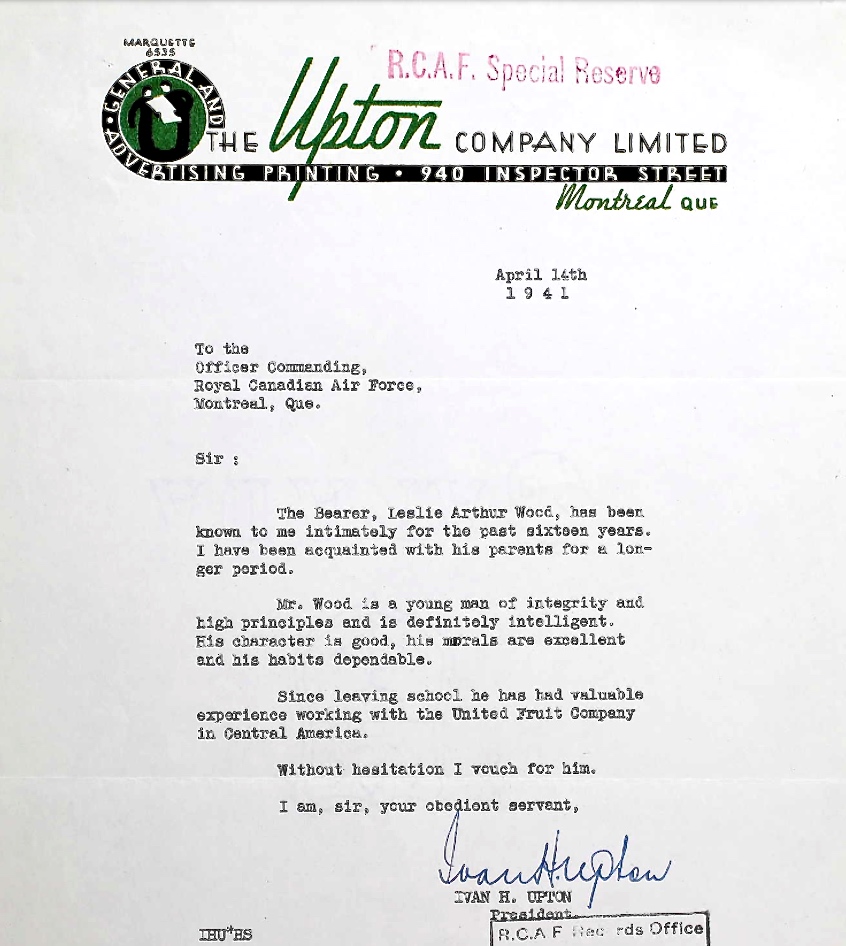 MARQUETTE
6535
R.C.A.F. Special Reserve
GENERAL AND
THE Upton COMPANY LIMITED
ADVERTISING PRINTING • 940 INSPECTOR STREET
Montreal QUE
April 14th
1 9 4 1
To the
Officer Commanding,
Royal Canadian Air Force,
Montreal, Que.
Sir :
The Bearer, Leslie Arthur Wood, has been
known to me intimately for the past sixteen years.
I have been acquainted with his parents for a lon-
ger period.
Mr. Wood is a young man of integrity and
high principles and is definitely intelligent.
His character is good, his morals are excellent
and his habits dependable.
Since leaving school he has had valuable
experience working with the United Fruit Company
in Central America.
Without hesitation I vouch for him.
I am, sir, your obedient servant,
Ivan H. Upton
IVAN H. UPTON
President.
R.C.A F Records Office
IHU*HS